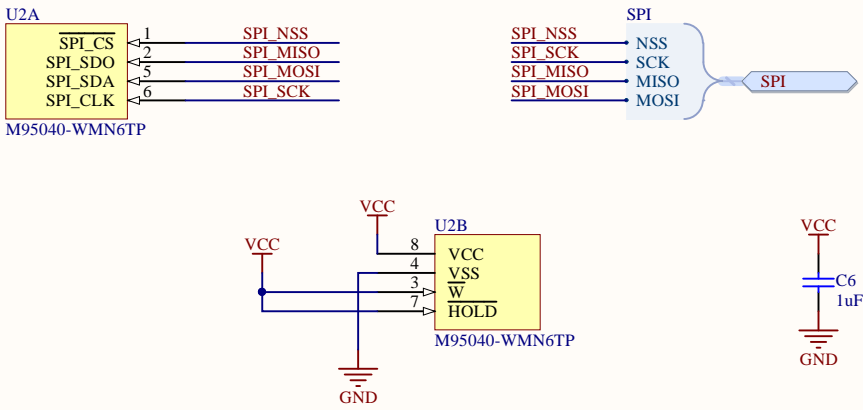 U2A
SPI_CS 1 SPI_NSS
SPI_SDO 2 SPI_MISO
SPI_SDA 5 SPI_MOSI
SPI_CLK 6 SPI_SCK
M95040-WMN6TP
SPI
SPI_NSS NSS
SPI_SCK SCK
SPI_MISO MISO
SPI_MOSI MOSI
SPI
VCC
VCC
U2B
8 VCC
4 VSS
3 W
7 HOLD
M95040-WMN6TP
GND
VCC
C6
1uF
GND